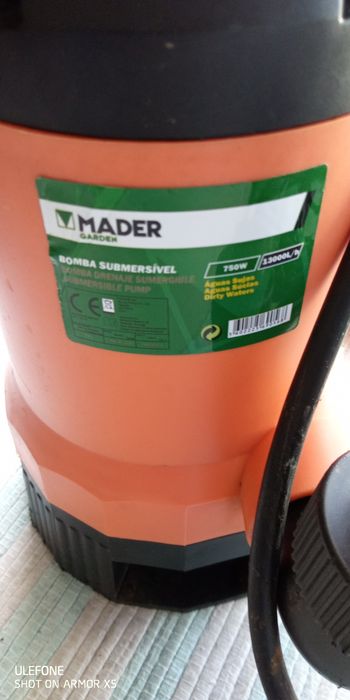 MADER
GARDEN
BOMBA SUBMERSÍVEL
BOMBA DRENAJE SUMERGIBLE
SUBMERSIBLE PUMP
750W
13000L/h
Águas Sujas
Aguas Sucias
Dirty Waters
CE
ULEFONE
SHOT ON ARMOR X5